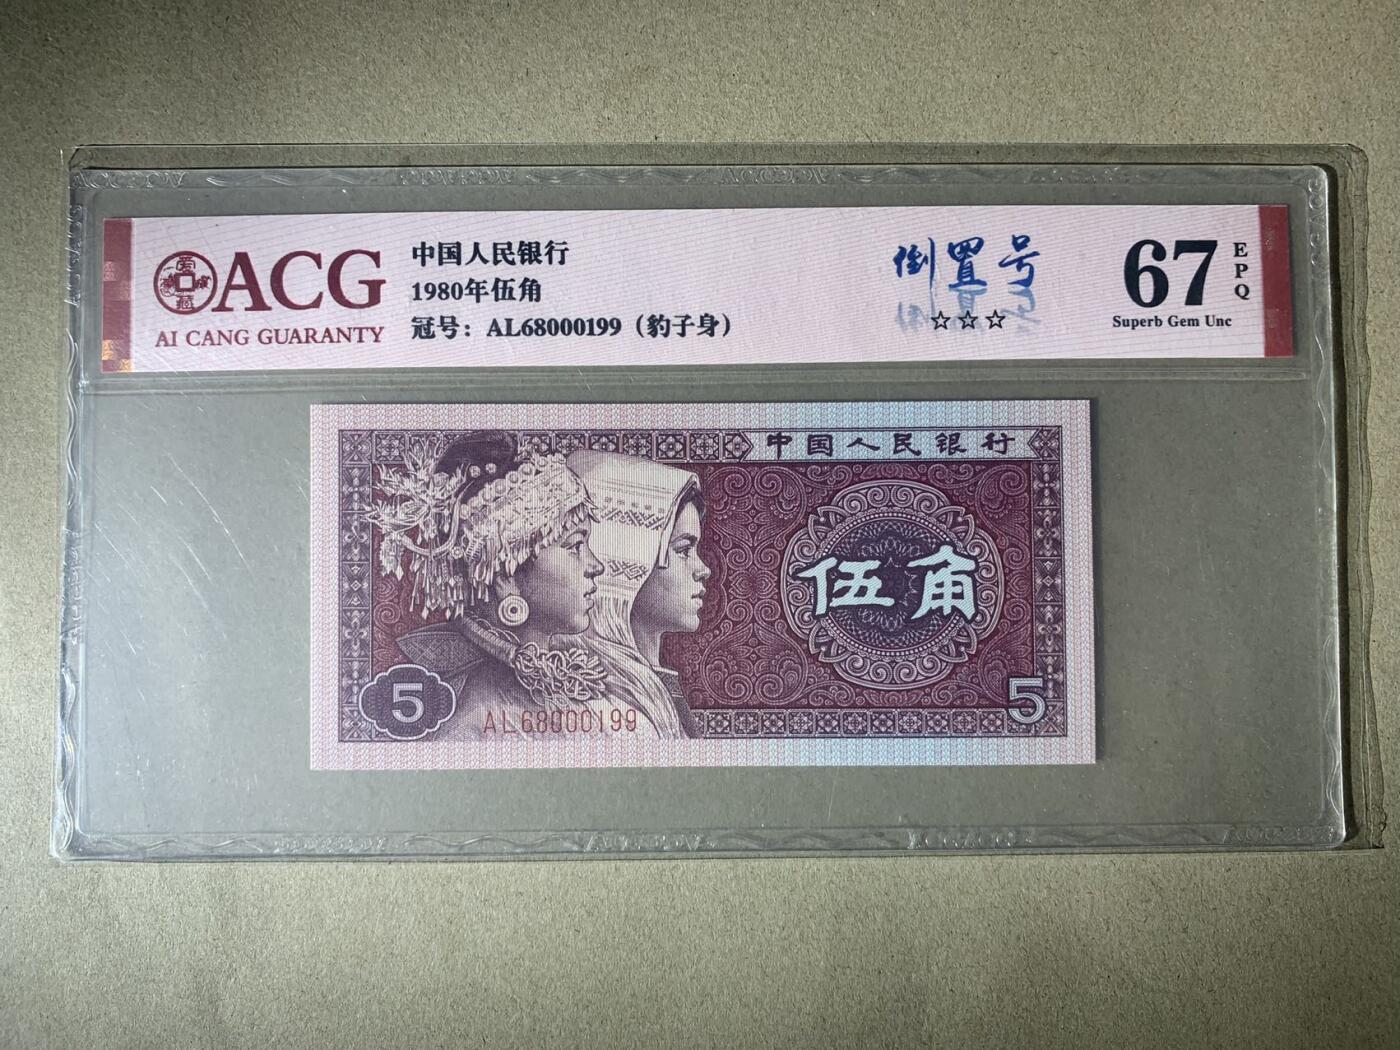 ACG
AI CANG GUARANTY
中国人民银行
1980年伍角
冠号：AL68000199（豹子身）
倒置号
☆☆☆
67
EPQ
Superb Gem Unc
中国人民银行
伍角
5
AL68000199
5